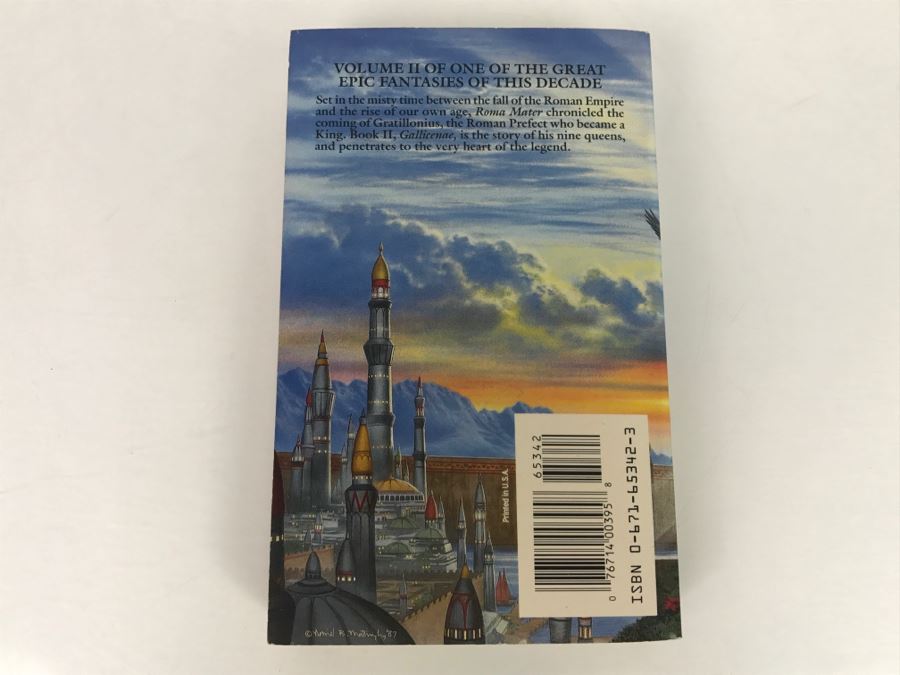 VOLUME II OF ONE OF THE GREAT
EPIC FANTASIES OF THIS DECADE
Set in the misty time between the fall of the Roman Empire
and the rise of our own age, Roma Mater chronicled the
coming of Gratillonius, the Roman Prefect who became a
King. Book II, Gallicenae, is the story of his nine queens,
and penetrates to the very heart of the legend.
Printed in U.S.A.
65342
0 76714 00395 8
ISBN 0-671-65342-3
©
B.
'87